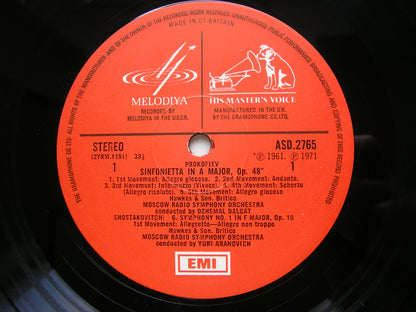 ALL RIGHTS OF THE MANUFACTURER AND OF THE OWNER OF THE RECORDED WORK RESERVED · UNAUTHORISED PUBLIC PERFORMANCE BROADCASTING AND COPYING OF THIS RECORD PROHIBITED
MADE IN GT. BRITAIN
MELODIYA
HIS MASTER'S VOICE
RECORDED BY
MELODIYA IN THE U.S.S.R.
MANUFACTURED IN THE U.K.
BY THE GRAMOPHONE CO LTD.
STEREO
ASD.2765
(2YRM.1151) 33⅓
℗ 1961. ℗ 1971
1
1
PROKOFIEV
SINFONIETTA IN A MAJOR, Op. 48*
1. 1st Movement: Allegro giocoso. 2. 2nd Movement: Andante.
3. 3rd Movement: Intermezzo (Vivace). 4. 4th Movement: Scherzo
(Allegro risoluto). 5. 5th Movement: Allegro giocoso
Hawkes & Son. Britico
MOSCOW RADIO SYMPHONY ORCHESTRA
conducted by DZHEMAL DALGAT
SHOSTAKOVITCH: 6. SYMPHONY No. 1 IN F MAJOR, Op. 10
1st Movement: Allegretto—Allegro non troppo
Hawkes & Son. Britico
MOSCOW RADIO SYMPHONY ORCHESTRA
conducted by YURI ARANOVICH
EMI
THE GRAMOPHONE CO LTD.